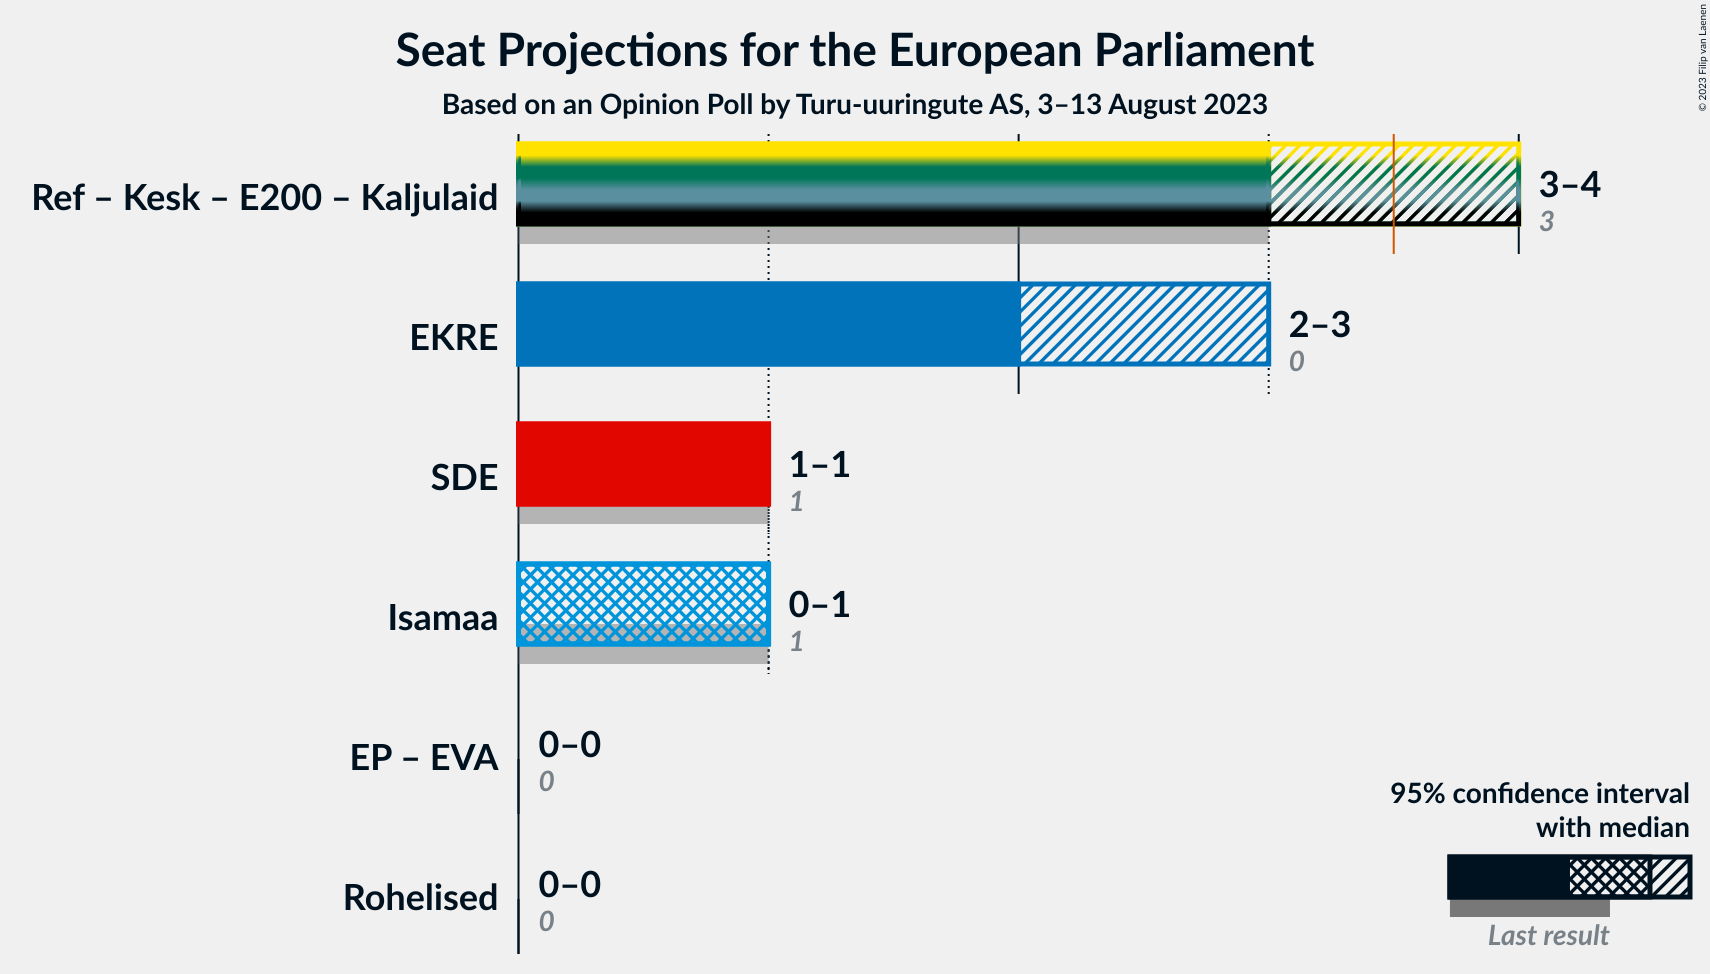 Seat Projections for the European Parliament
Based on an Opinion Poll by Turu-uuringute AS, 3–13 August 2023
© 2023 Filip van Laenen
Ref – Kesk – E200 – Kaljulaid
3–4
3
EKRE
2–3
0
SDE
1–1
1
Isamaa
0–1
1
EP – EVA
0–0
0
Rohelised
0–0
0
95% confidence interval
with median
Last result